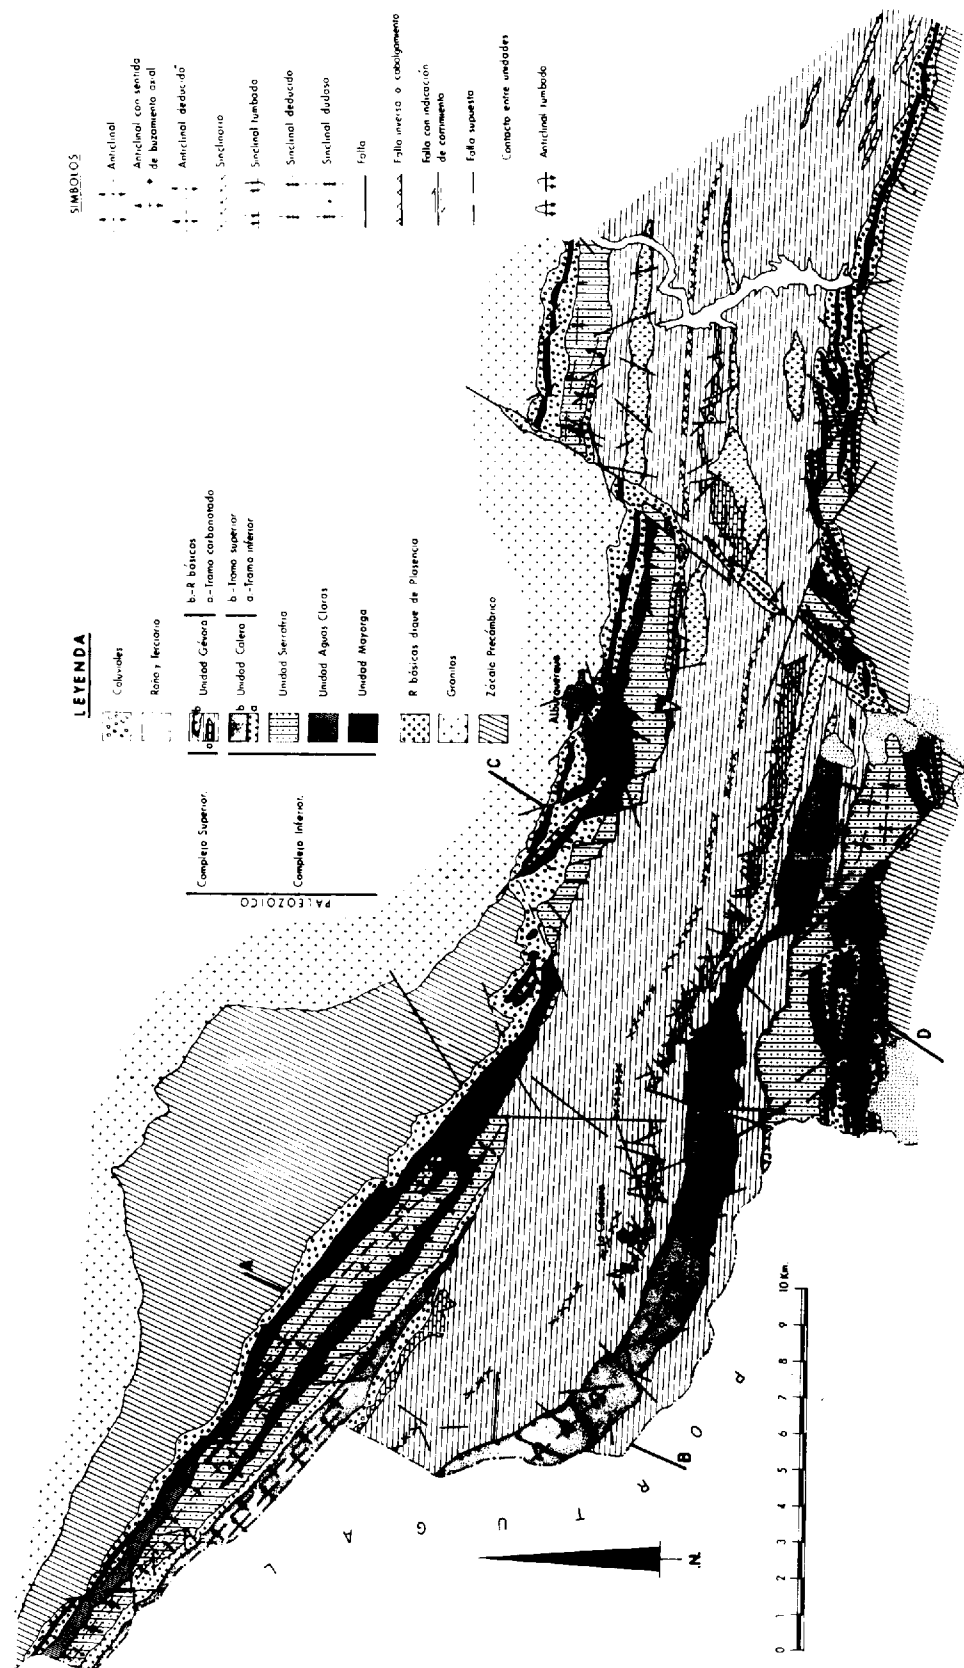 SIMBOLOS
Anticlinal
Anticlinal con sentido
de buzamiento axial
Anticlinal deducido
Sinclinorio
Sinclinal tumbado
Sinclinal deducido
Sinclinal dudoso
Falla
Falla inversa o cabalgamiento
Falla con indicación
de corrimiento
Falla supuesta
Contacto entre unidades
Anticlinal tumbado
LEYENDA
Coluviales
Raña y Terciario
Complejo Superior.
Unidad Gévora
b.-R básicas
a.-Tramo carbonatado
b
a
Complejo Inferior.
Unidad Calera
b.-Tramo superior
a.-Tramo inferior
b
a
Unidad Sierrafria
Unidad Aguas Claras
Unidad Mayorga
PALEOZOICO
R básicas dique de Plasencia
Granitos
Zócalo Precámbrico
Alburquerque
A
B
C
D
P O R T U G A L
N.
0 1 2 3 4 5 6 7 8 9 10 Km.